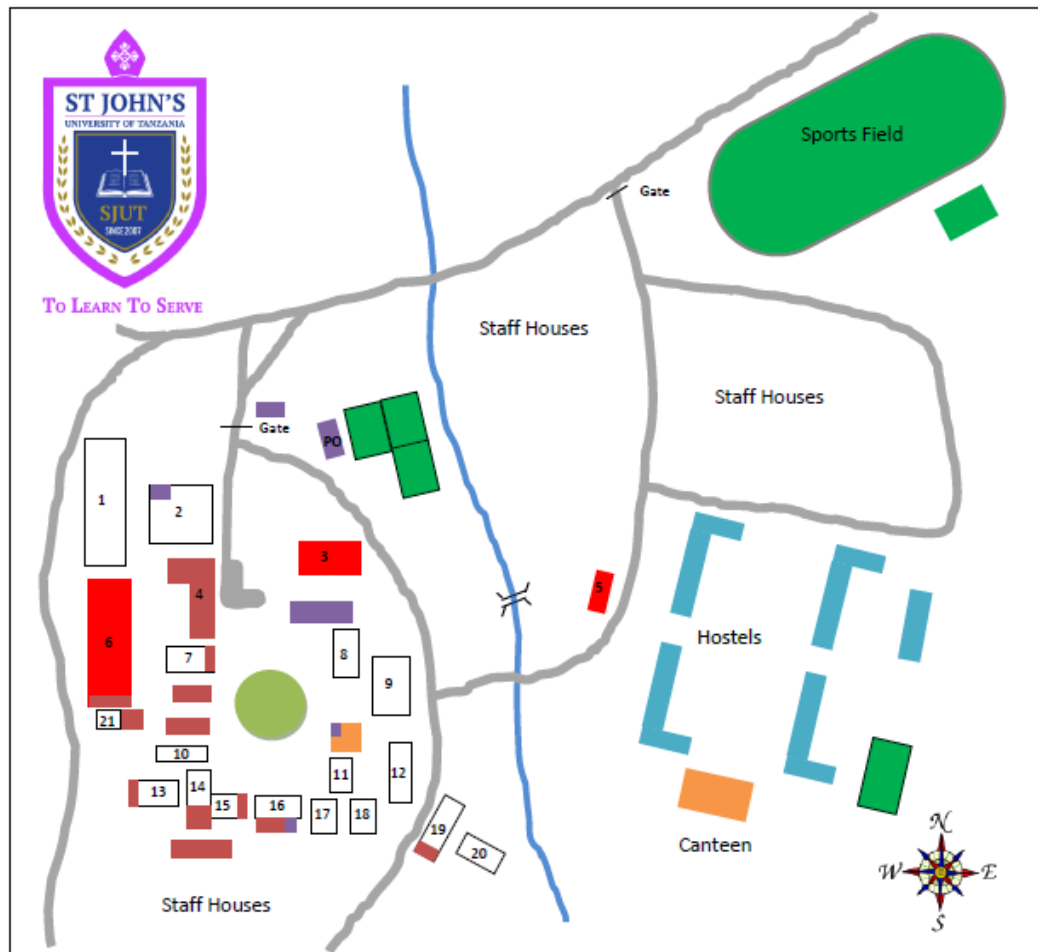 ST JOHN'S
UNIVERSITY OF TANZANIA
SJUT
SINCE 2007
TO LEARN TO SERVE
Sports Field
Gate
Staff Houses
Staff Houses
Gate
PO
1
2
3
4
5
6
7
8
9
Hostels
21
10
11
12
13
14
15
16
17
18
19
20
Canteen
Staff Houses
N
W
E
S